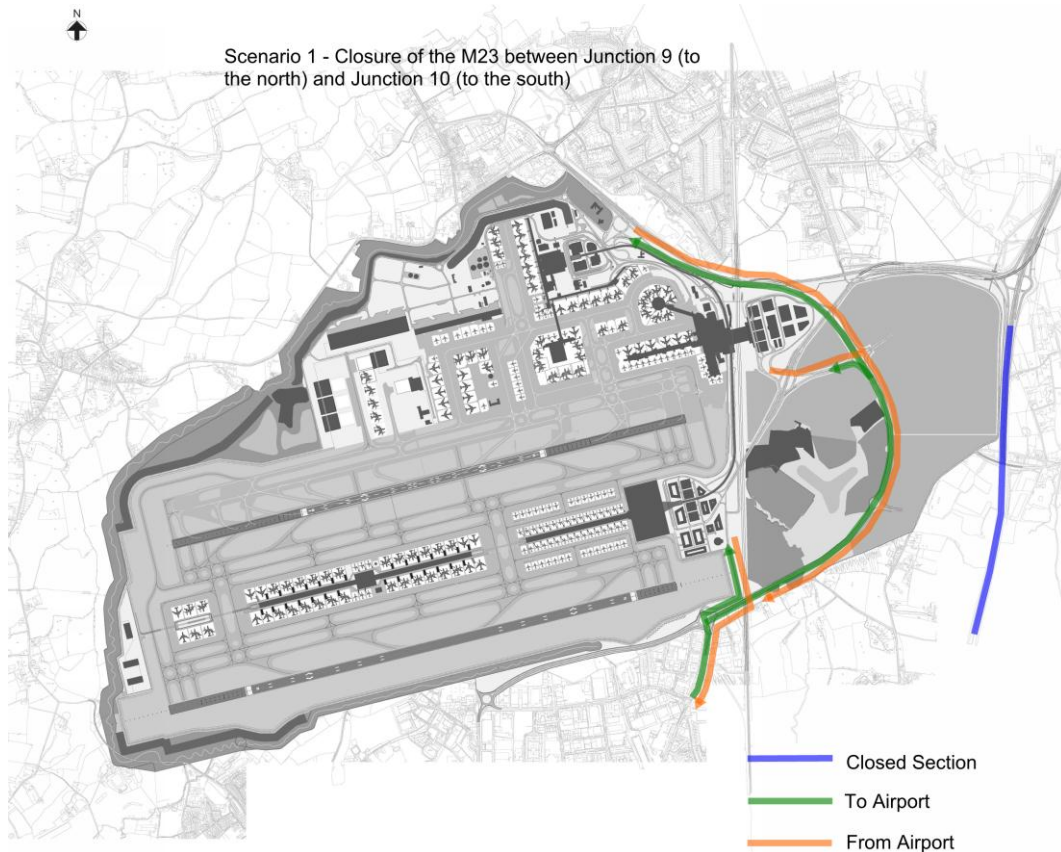 N
Scenario 1 - Closure of the M23 between Junction 9 (to
the north) and Junction 10 (to the south)
Closed Section
To Airport
From Airport